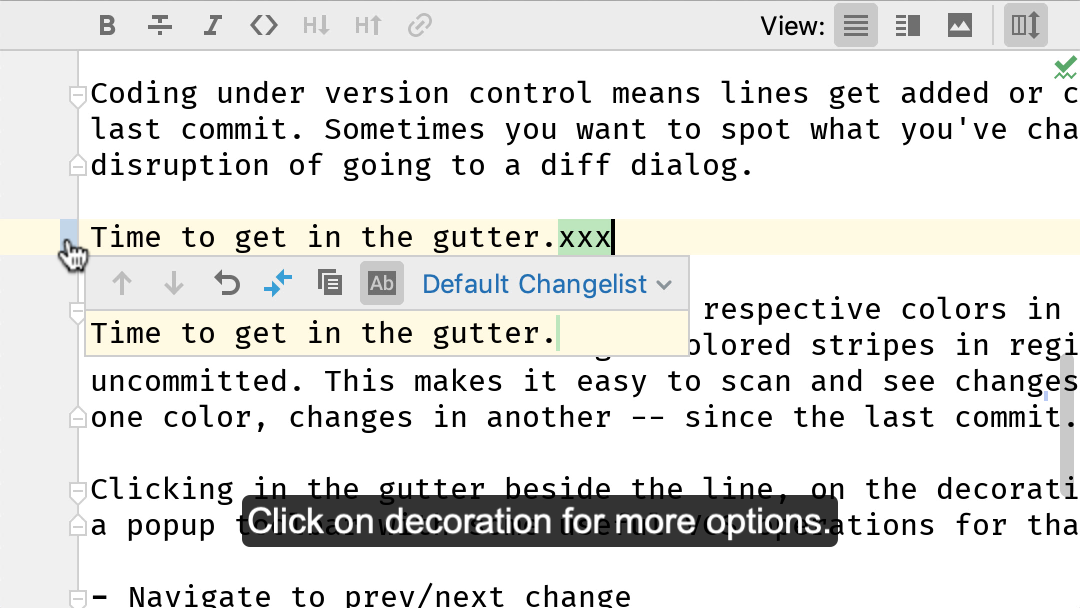 B I <> H↓ H↑ View:
Coding under version control means lines get added or c
last commit. Sometimes you want to spot what you've cha
disruption of going to a diff dialog.
Time to get in the gutter.xxx
Ab Default Changelist
Time to get in the gutter.
respective colors in
olored stripes in regi
uncommitted. This makes it easy to scan and see changes
one color, changes in another -- since the last commit.
Clicking in the gutter beside the line, on the decorati
Click on decoration for more options.
a popup operations for tha
- Navigate to prev/next change